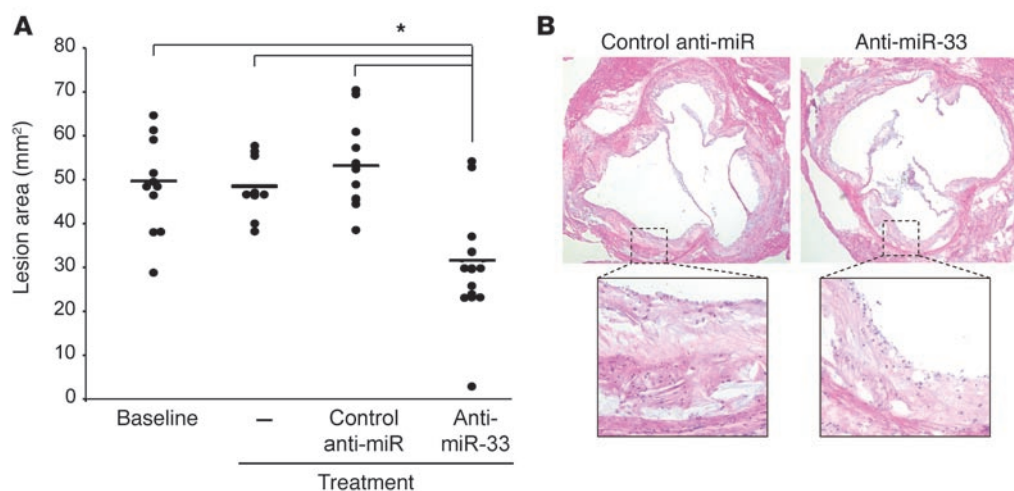 A
*
80
70
60
50
40
30
20
10
0
Lesion area (mm²)
Baseline
–
Control
anti-miR
Anti-
miR-33
Treatment
B
Control anti-miR
Anti-miR-33